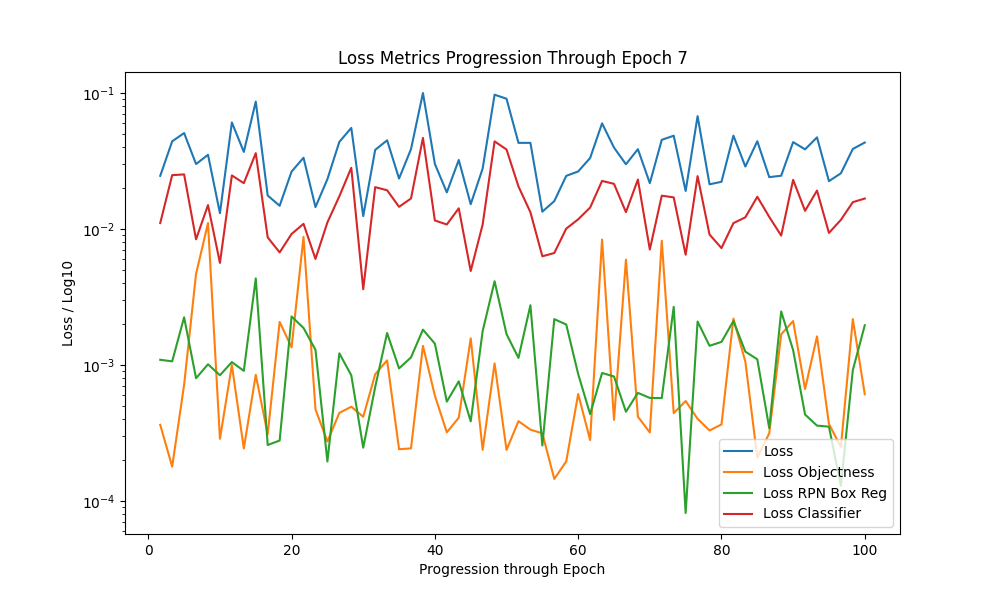 Loss Metrics Progression Through Epoch 7
Loss / Log10
10⁻¹
10⁻²
10⁻³
10⁻⁴
0 20 40 60 80 100
Progression through Epoch
Loss
Loss Objectness
Loss RPN Box Reg
Loss Classifier